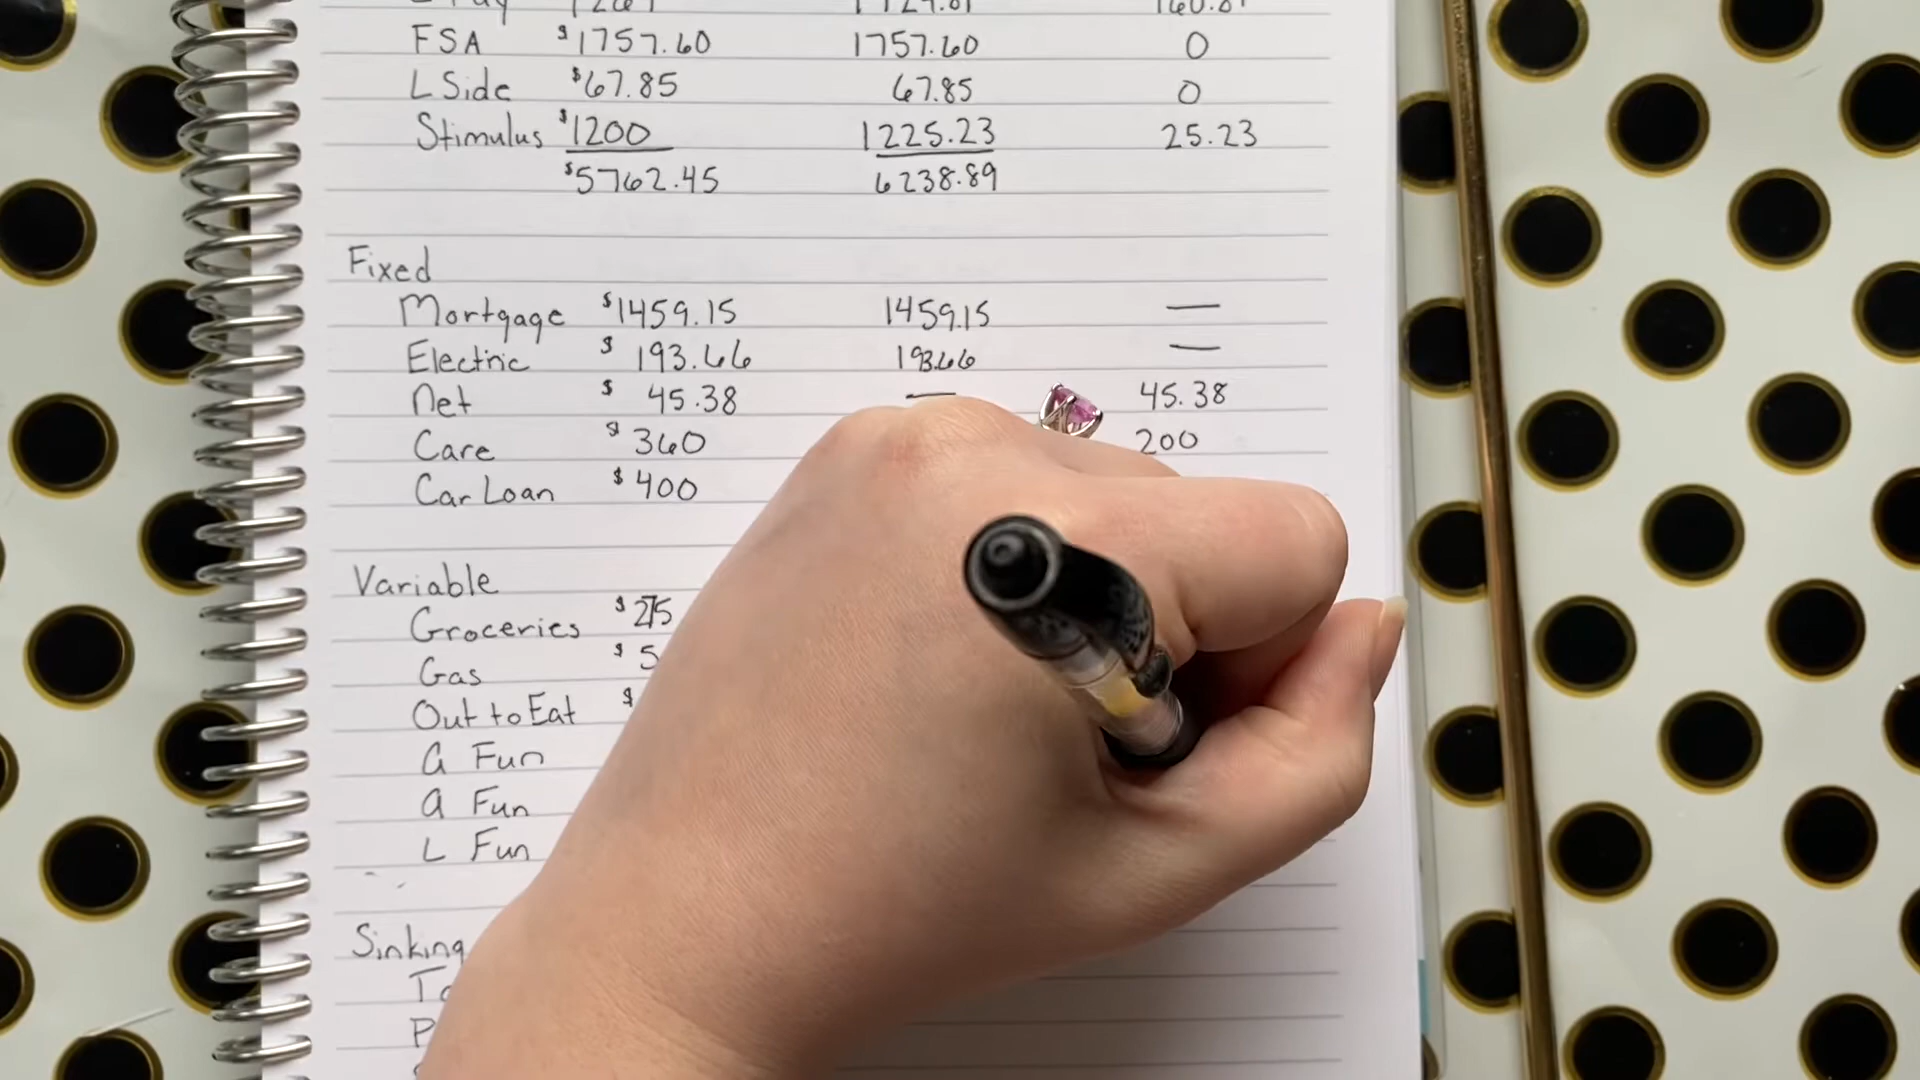 FSA $1757.60 1757.60 0
L Side $67.85 67.85 0
Stimulus $1200 1225.23 25.23
$5762.45 6238.89
Fixed
Mortgage $1459.15 1459.15 —
Electric $ 193.66 193.66 —
Net $ 45.38 — 45.38
Care $ 360 200
Car Loan $ 400
Variable
Groceries $ 275
Gas $ 5
Out to Eat $
A Fun
a Fun
L Fun
Sinking